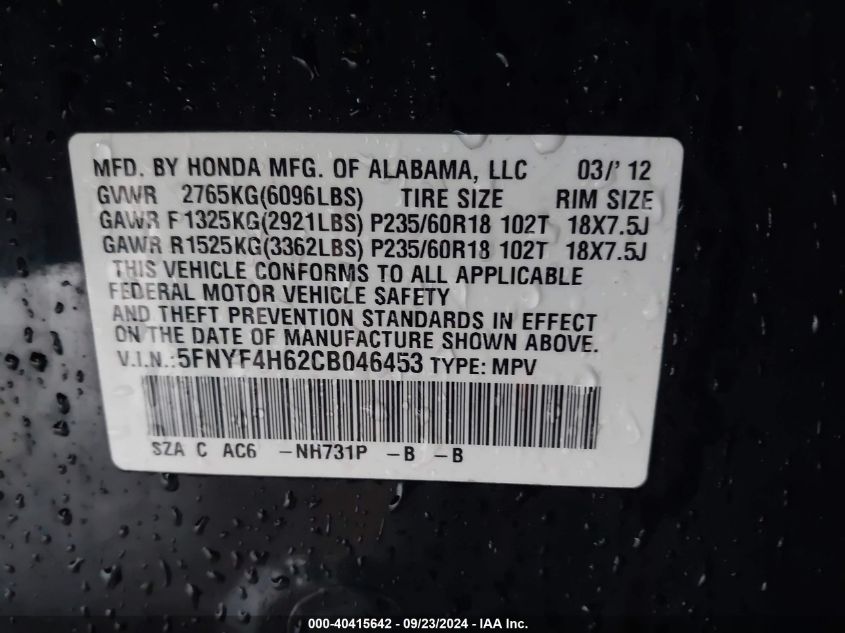 MFD. BY HONDA MFG. OF ALABAMA, LLC 03/' 12
GVWR 2765KG(6096LBS) TIRE SIZE RIM SIZE
GAWR F1325KG(2921LBS) P235/60R18 102T 18X7.5J
GAWR R1525KG(3362LBS) P235/60R18 102T 18X7.5J
THIS VEHICLE CONFORMS TO ALL APPLICABLE
FEDERAL MOTOR VEHICLE SAFETY
AND THEFT PREVENTION STANDARDS IN EFFECT
ON THE DATE OF MANUFACTURE SHOWN ABOVE.
V.I.N.:5FNYF4H62CB046453 TYPE: MPV
SZA C AC6 -NH731P -B -B
000-40415642 - 09/23/2024 - IAA Inc.